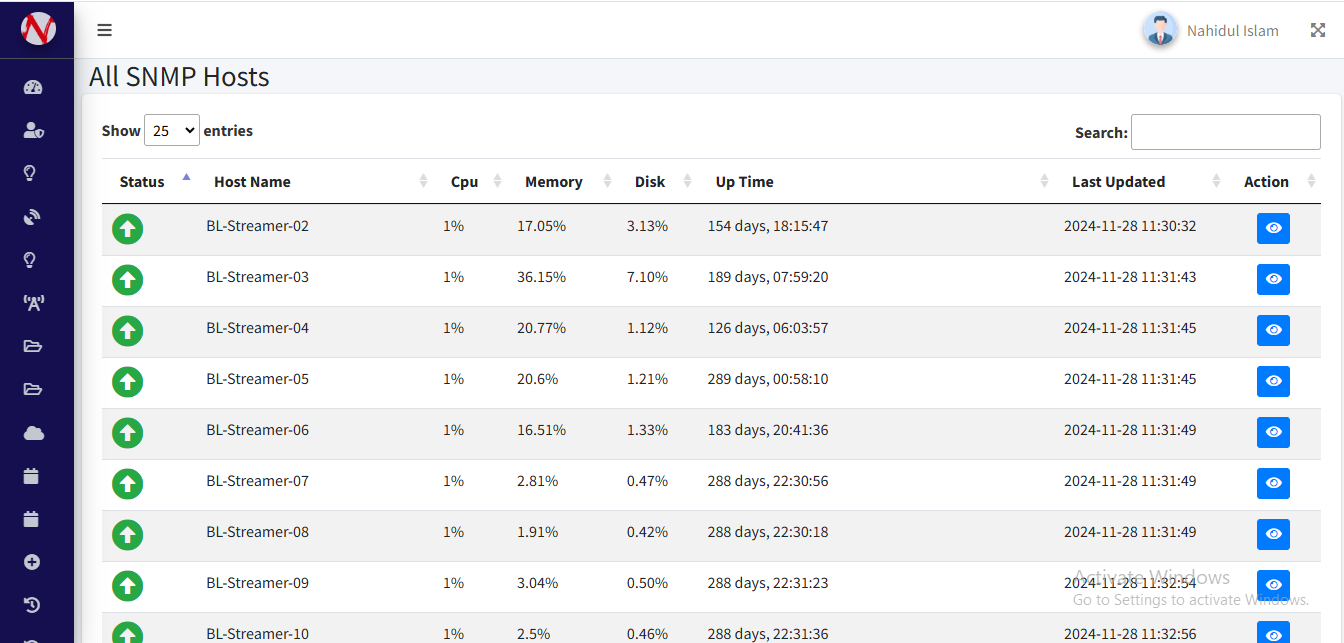 N
Nahidul Islam
All SNMP Hosts
Show 25 entries
Search:
Status Host Name Cpu Memory Disk Up Time Last Updated Action
BL-Streamer-02 1% 17.05% 3.13% 154 days, 18:15:47 2024-11-28 11:30:32
BL-Streamer-03 1% 36.15% 7.10% 189 days, 07:59:20 2024-11-28 11:31:43
BL-Streamer-04 1% 20.77% 1.12% 126 days, 06:03:57 2024-11-28 11:31:45
BL-Streamer-05 1% 20.6% 1.21% 289 days, 00:58:10 2024-11-28 11:31:45
BL-Streamer-06 1% 16.51% 1.33% 183 days, 20:41:36 2024-11-28 11:31:49
BL-Streamer-07 1% 2.81% 0.47% 288 days, 22:30:56 2024-11-28 11:31:49
BL-Streamer-08 1% 1.91% 0.42% 288 days, 22:30:18 2024-11-28 11:31:49
BL-Streamer-09 1% 3.04% 0.50% 288 days, 22:31:23 2024-11-28 11:32:54
Activate Windows
Go to Settings to activate Windows.
BL-Streamer-10 1% 2.5% 0.46% 288 days, 22:31:36 2024-11-28 11:32:56